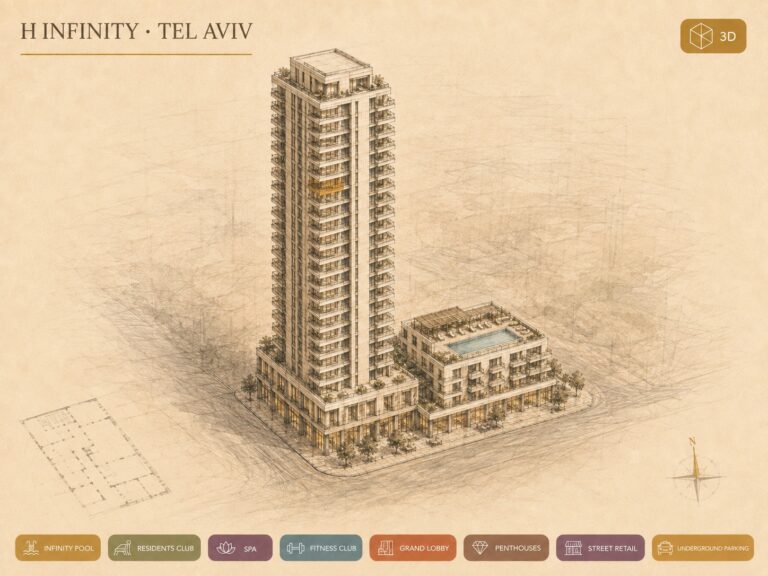 H INFINITY · TEL AVIV
3D
N
INFINITY POOL
RESIDENTS CLUB
SPA
FITNESS CLUB
GRAND LOBBY
PENTHOUSES
STREET RETAIL
UNDERGROUND PARKING